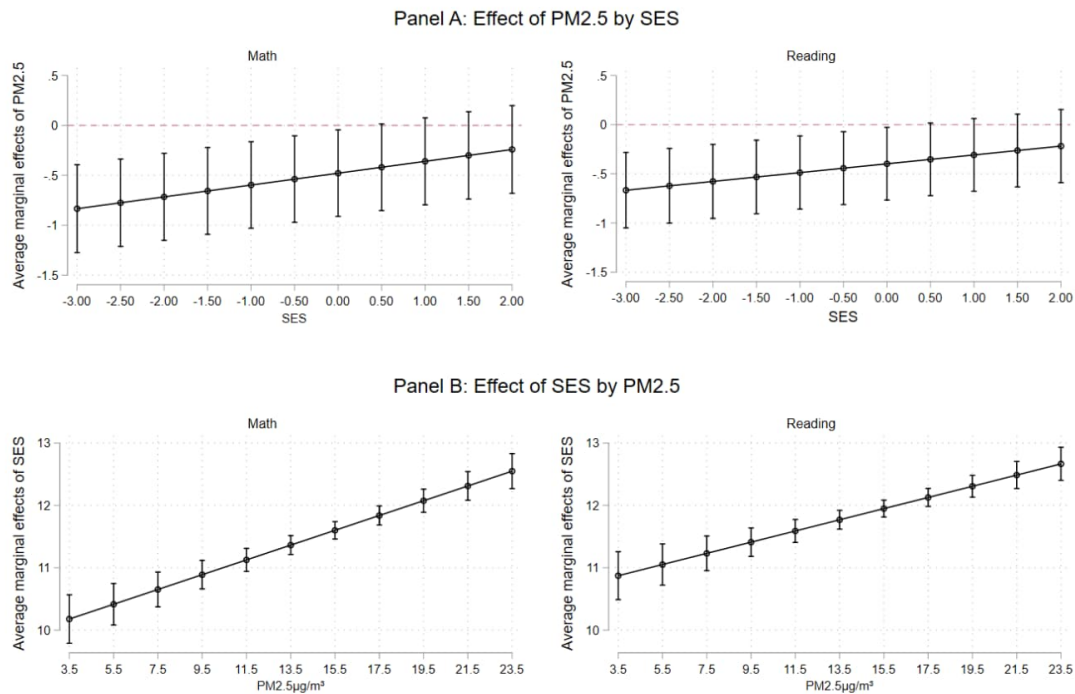 Panel A: Effect of PM2.5 by SES
Math
Average marginal effects of PM2.5
.5
0
-.5
-1
-1.5
-3.00 -2.50 -2.00 -1.50 -1.00 -0.50 0.00 0.50 1.00 1.50 2.00
SES
Reading
Average marginal effects of PM2.5
.5
0
-.5
-1
-1.5
-3.00 -2.50 -2.00 -1.50 -1.00 -0.50 0.00 0.50 1.00 1.50 2.00
SES
Panel B: Effect of SES by PM2.5
Math
Average marginal effects of SES
13
12
11
10
3.5 5.5 7.5 9.5 11.5 13.5 15.5 17.5 19.5 21.5 23.5
PM2.5µg/m³
Reading
Average marginal effects of SES
13
12
11
10
3.5 5.5 7.5 9.5 11.5 13.5 15.5 17.5 19.5 21.5 23.5
PM2.5µg/m³